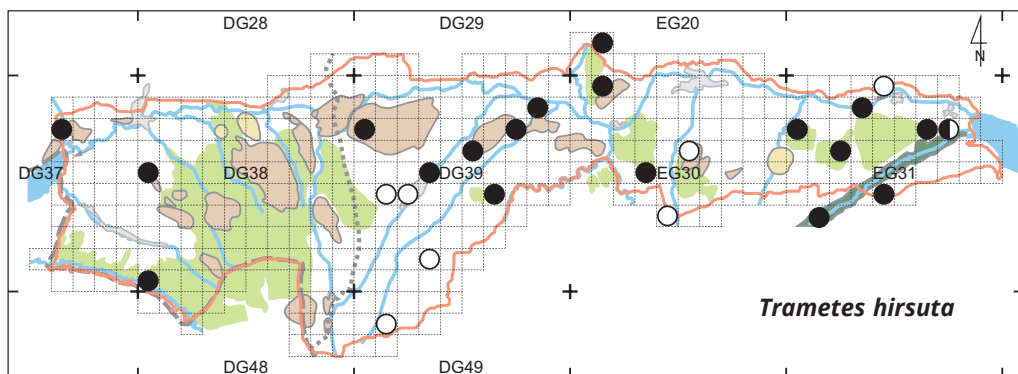 DG28 DG29 EG20
N
DG37 DG38 DG39 EG30 EG31
Trametes hirsuta
DG48 DG49